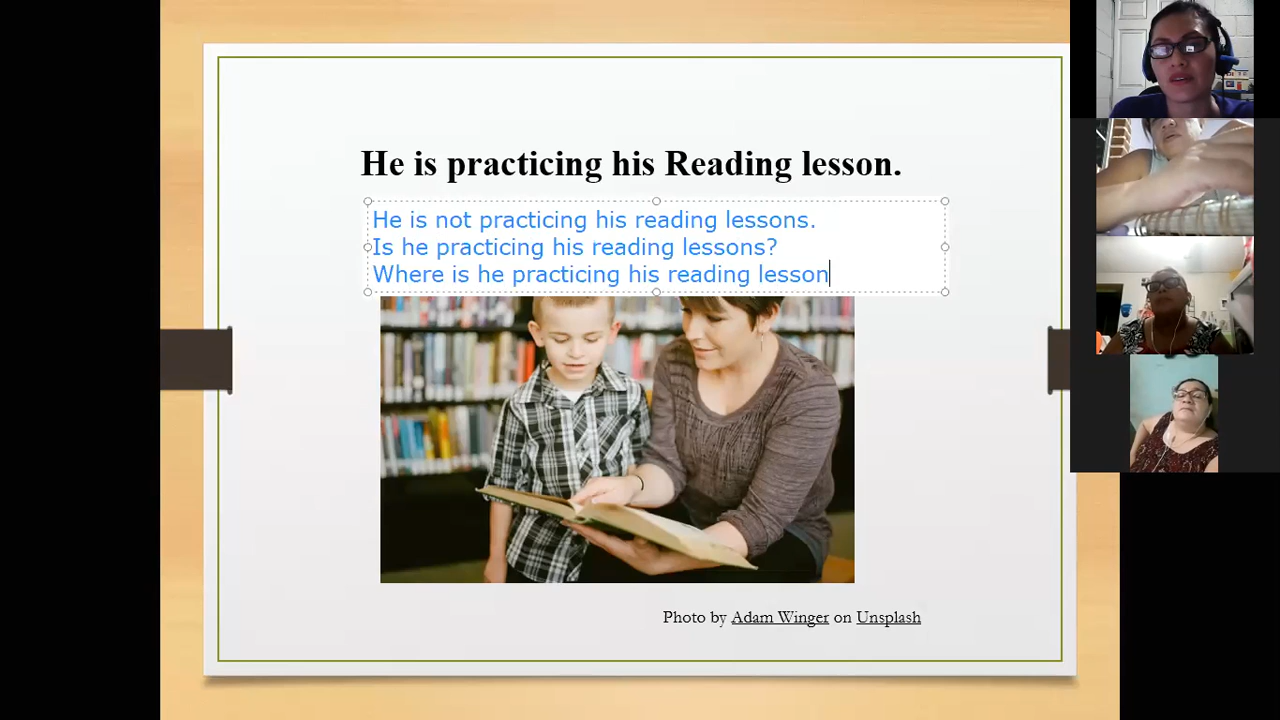 He is practicing his Reading lesson.
He is not practicing his reading lessons.
Is he practicing his reading lessons?
Where is he practicing his reading lesson
Photo by Adam Winger on Unsplash